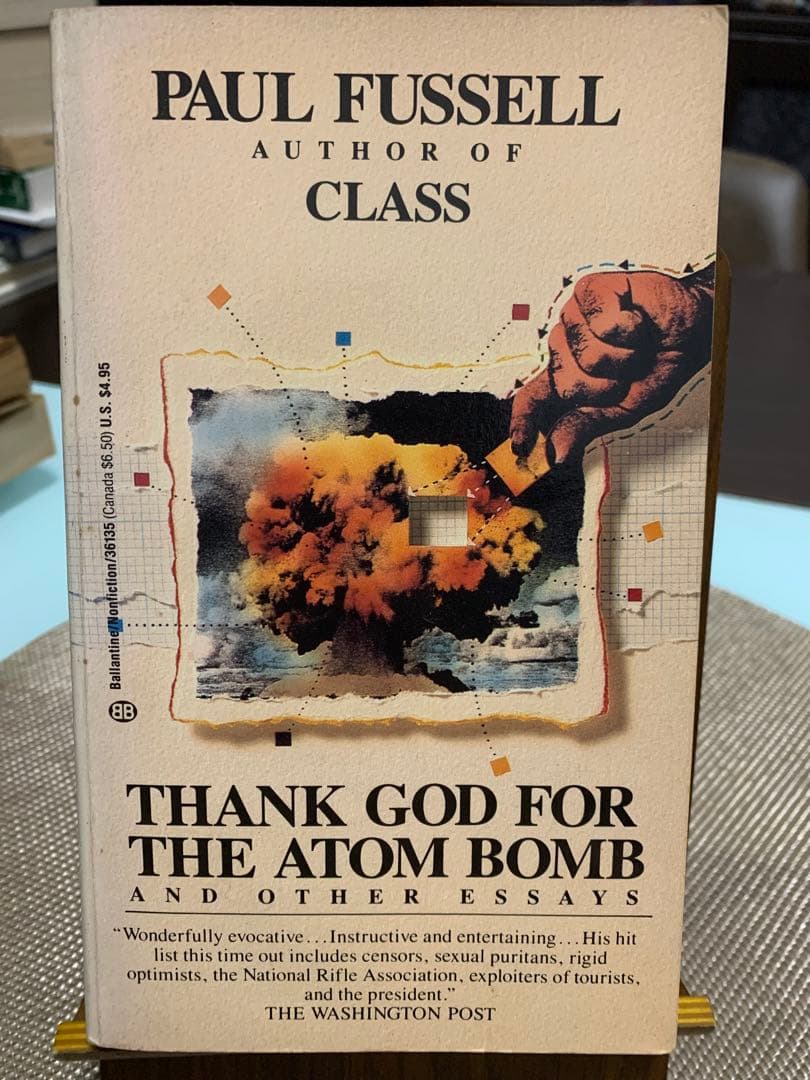 PAUL FUSSELL
AUTHOR OF
CLASS
Ballantine/Nonfiction/36135 (Canada $6.50) U.S. $4.95
BB
THANK GOD FOR
THE ATOM BOMB
AND OTHER ESSAYS
“Wonderfully evocative...Instructive and entertaining...His hit
list this time out includes censors, sexual puritans, rigid
optimists, the National Rifle Association, exploiters of tourists,
and the president.”
THE WASHINGTON POST